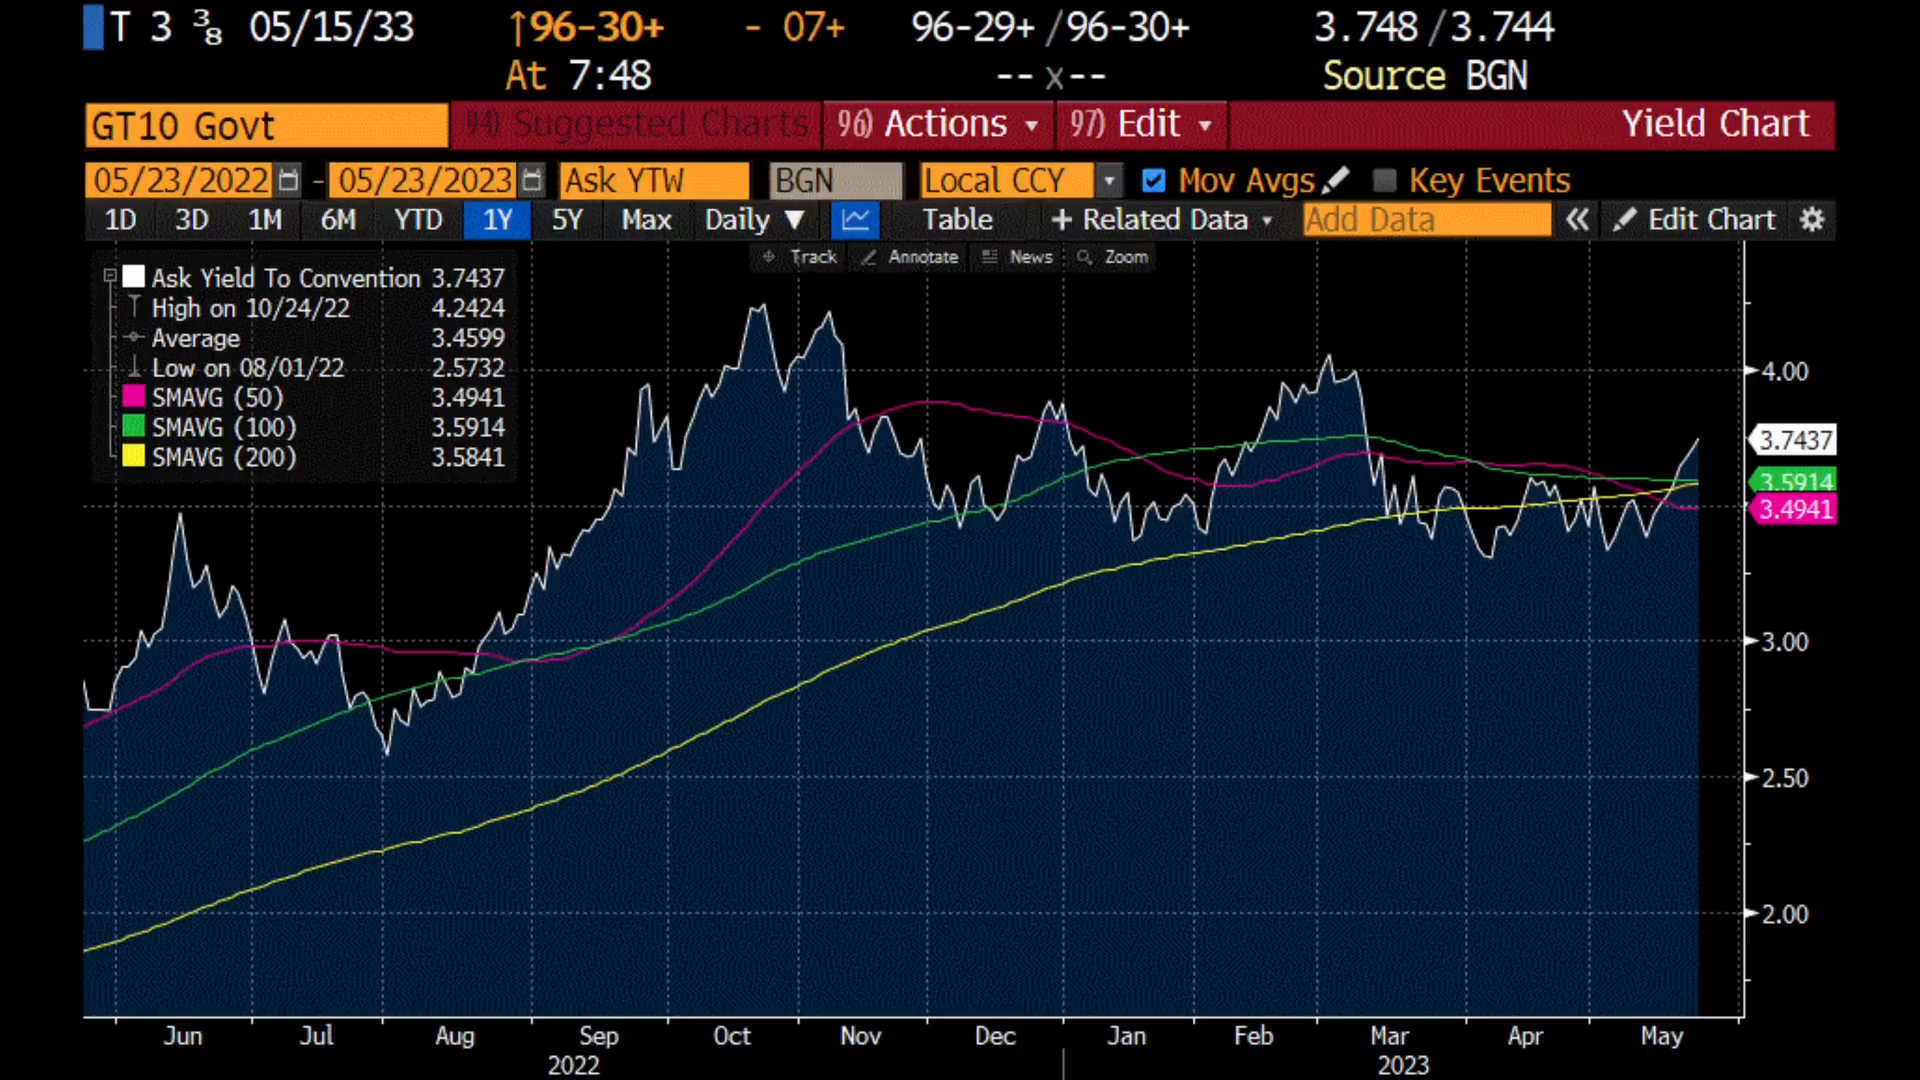 T 3 3/8 05/15/33 ↑96-30+ - 07+ 96-29+ /96-30+ 3.748 /3.744
At 7:48 -- x-- Source BGN
GT10 Govt 94) Suggested Charts 96) Actions 97) Edit Yield Chart
05/23/2022 - 05/23/2023 Ask YTW BGN Local CCY Mov Avgs Key Events
1D 3D 1M 6M YTD 1Y 5Y Max Daily ▼ Table + Related Data Add Data « Edit Chart
Track Annotate News Zoom
Ask Yield To Convention 3.7437
High on 10/24/22 4.2424
Average 3.4599
Low on 08/01/22 2.5732
SMAVG (50) 3.4941
SMAVG (100) 3.5914
SMAVG (200) 3.5841
4.00
3.7437
3.5914
3.4941
3.00
2.50
2.00
Jun Jul Aug Sep Oct Nov Dec Jan Feb Mar Apr May
2022 2023